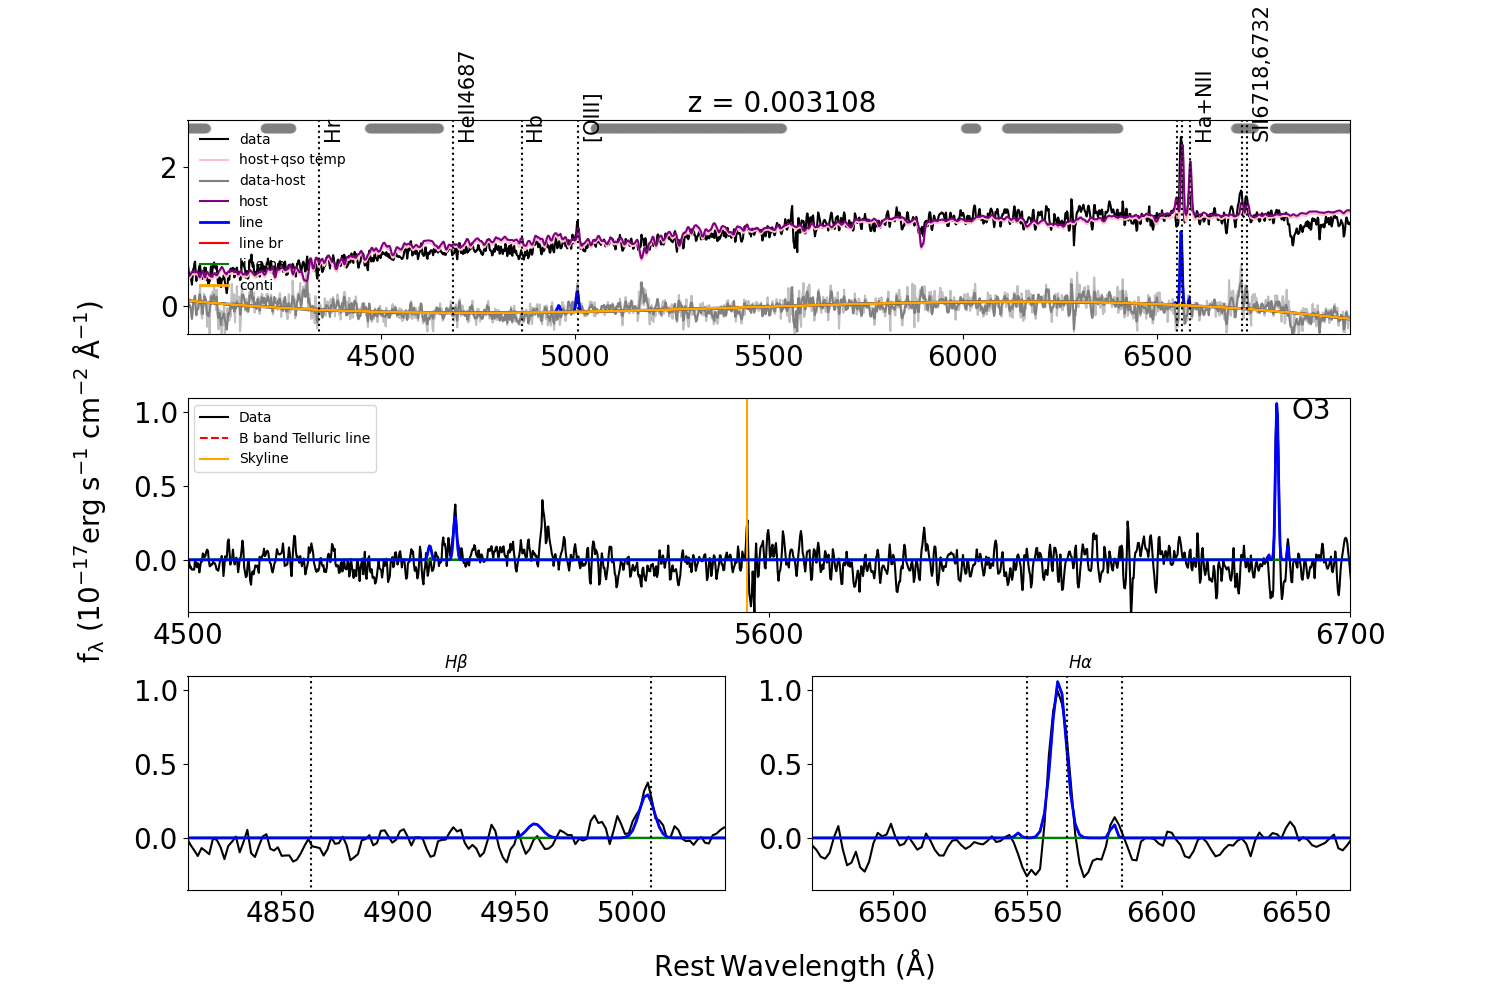 z = 0.003108
Hr
HeII4687
Hb
[OIII]
Ha+NII
SII6718,6732
data
host+qso temp
data-host
host
line
line br
conti
2
0
4500
5000
5500
6000
6500
fλ (10−17erg s−1 cm−2 Å−1)
1.0
0.5
0.0
Data
B band Telluric line
Skyline
O3
4500
5600
6700
Hβ
1.0
0.5
0.0
4850
4900
4950
5000
Hα
1.0
0.5
0.0
6500
6550
6600
6650
Rest Wavelength (Å)